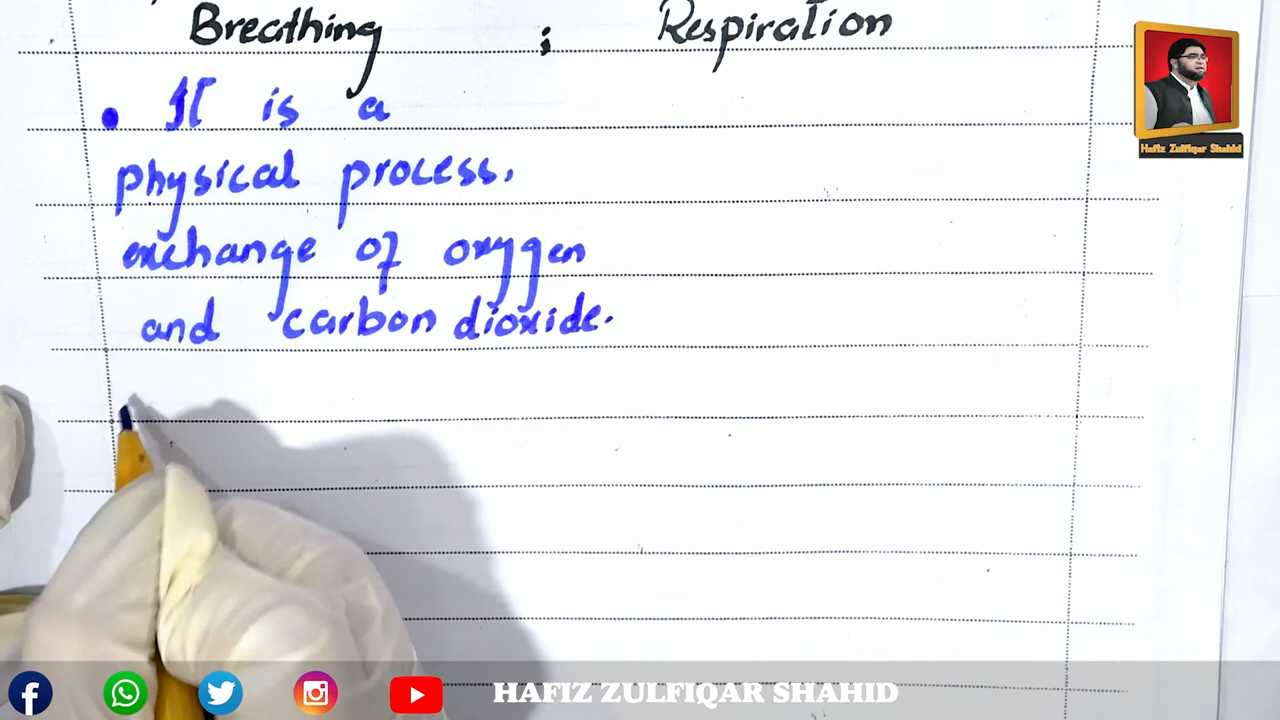 Breathing ; Respiration
• It is a
physical process.
exchange of oxygen
and carbon dioxide.
Hafiz Zulfiqar Shahid
HAFIZ ZULFIQAR SHAHID